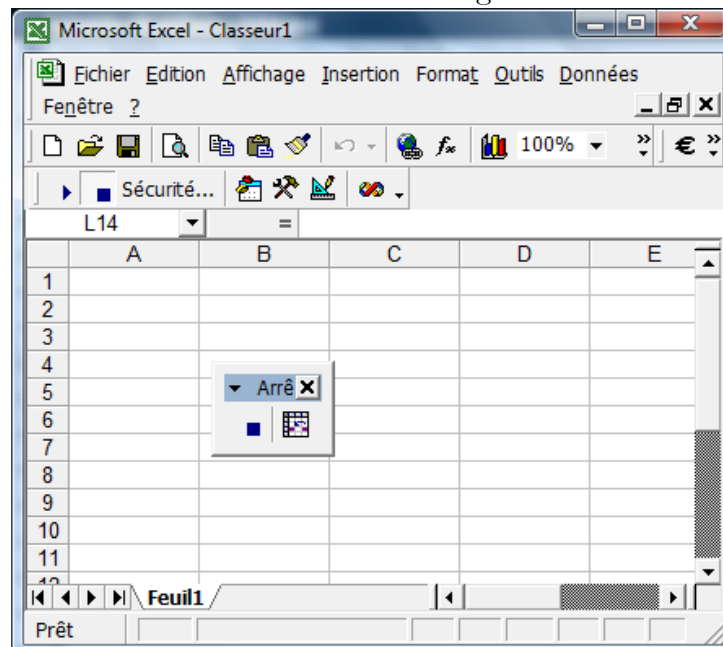 Microsoft Excel - Classeur1
Fichier Edition Affichage Insertion Format Outils Données
Fenêtre ?
100% €
Sécurité...
L14 =
A B C D E
1
2
3
4
5 Arrê
6
7
8
9
10
11
Feuil1
Prêt